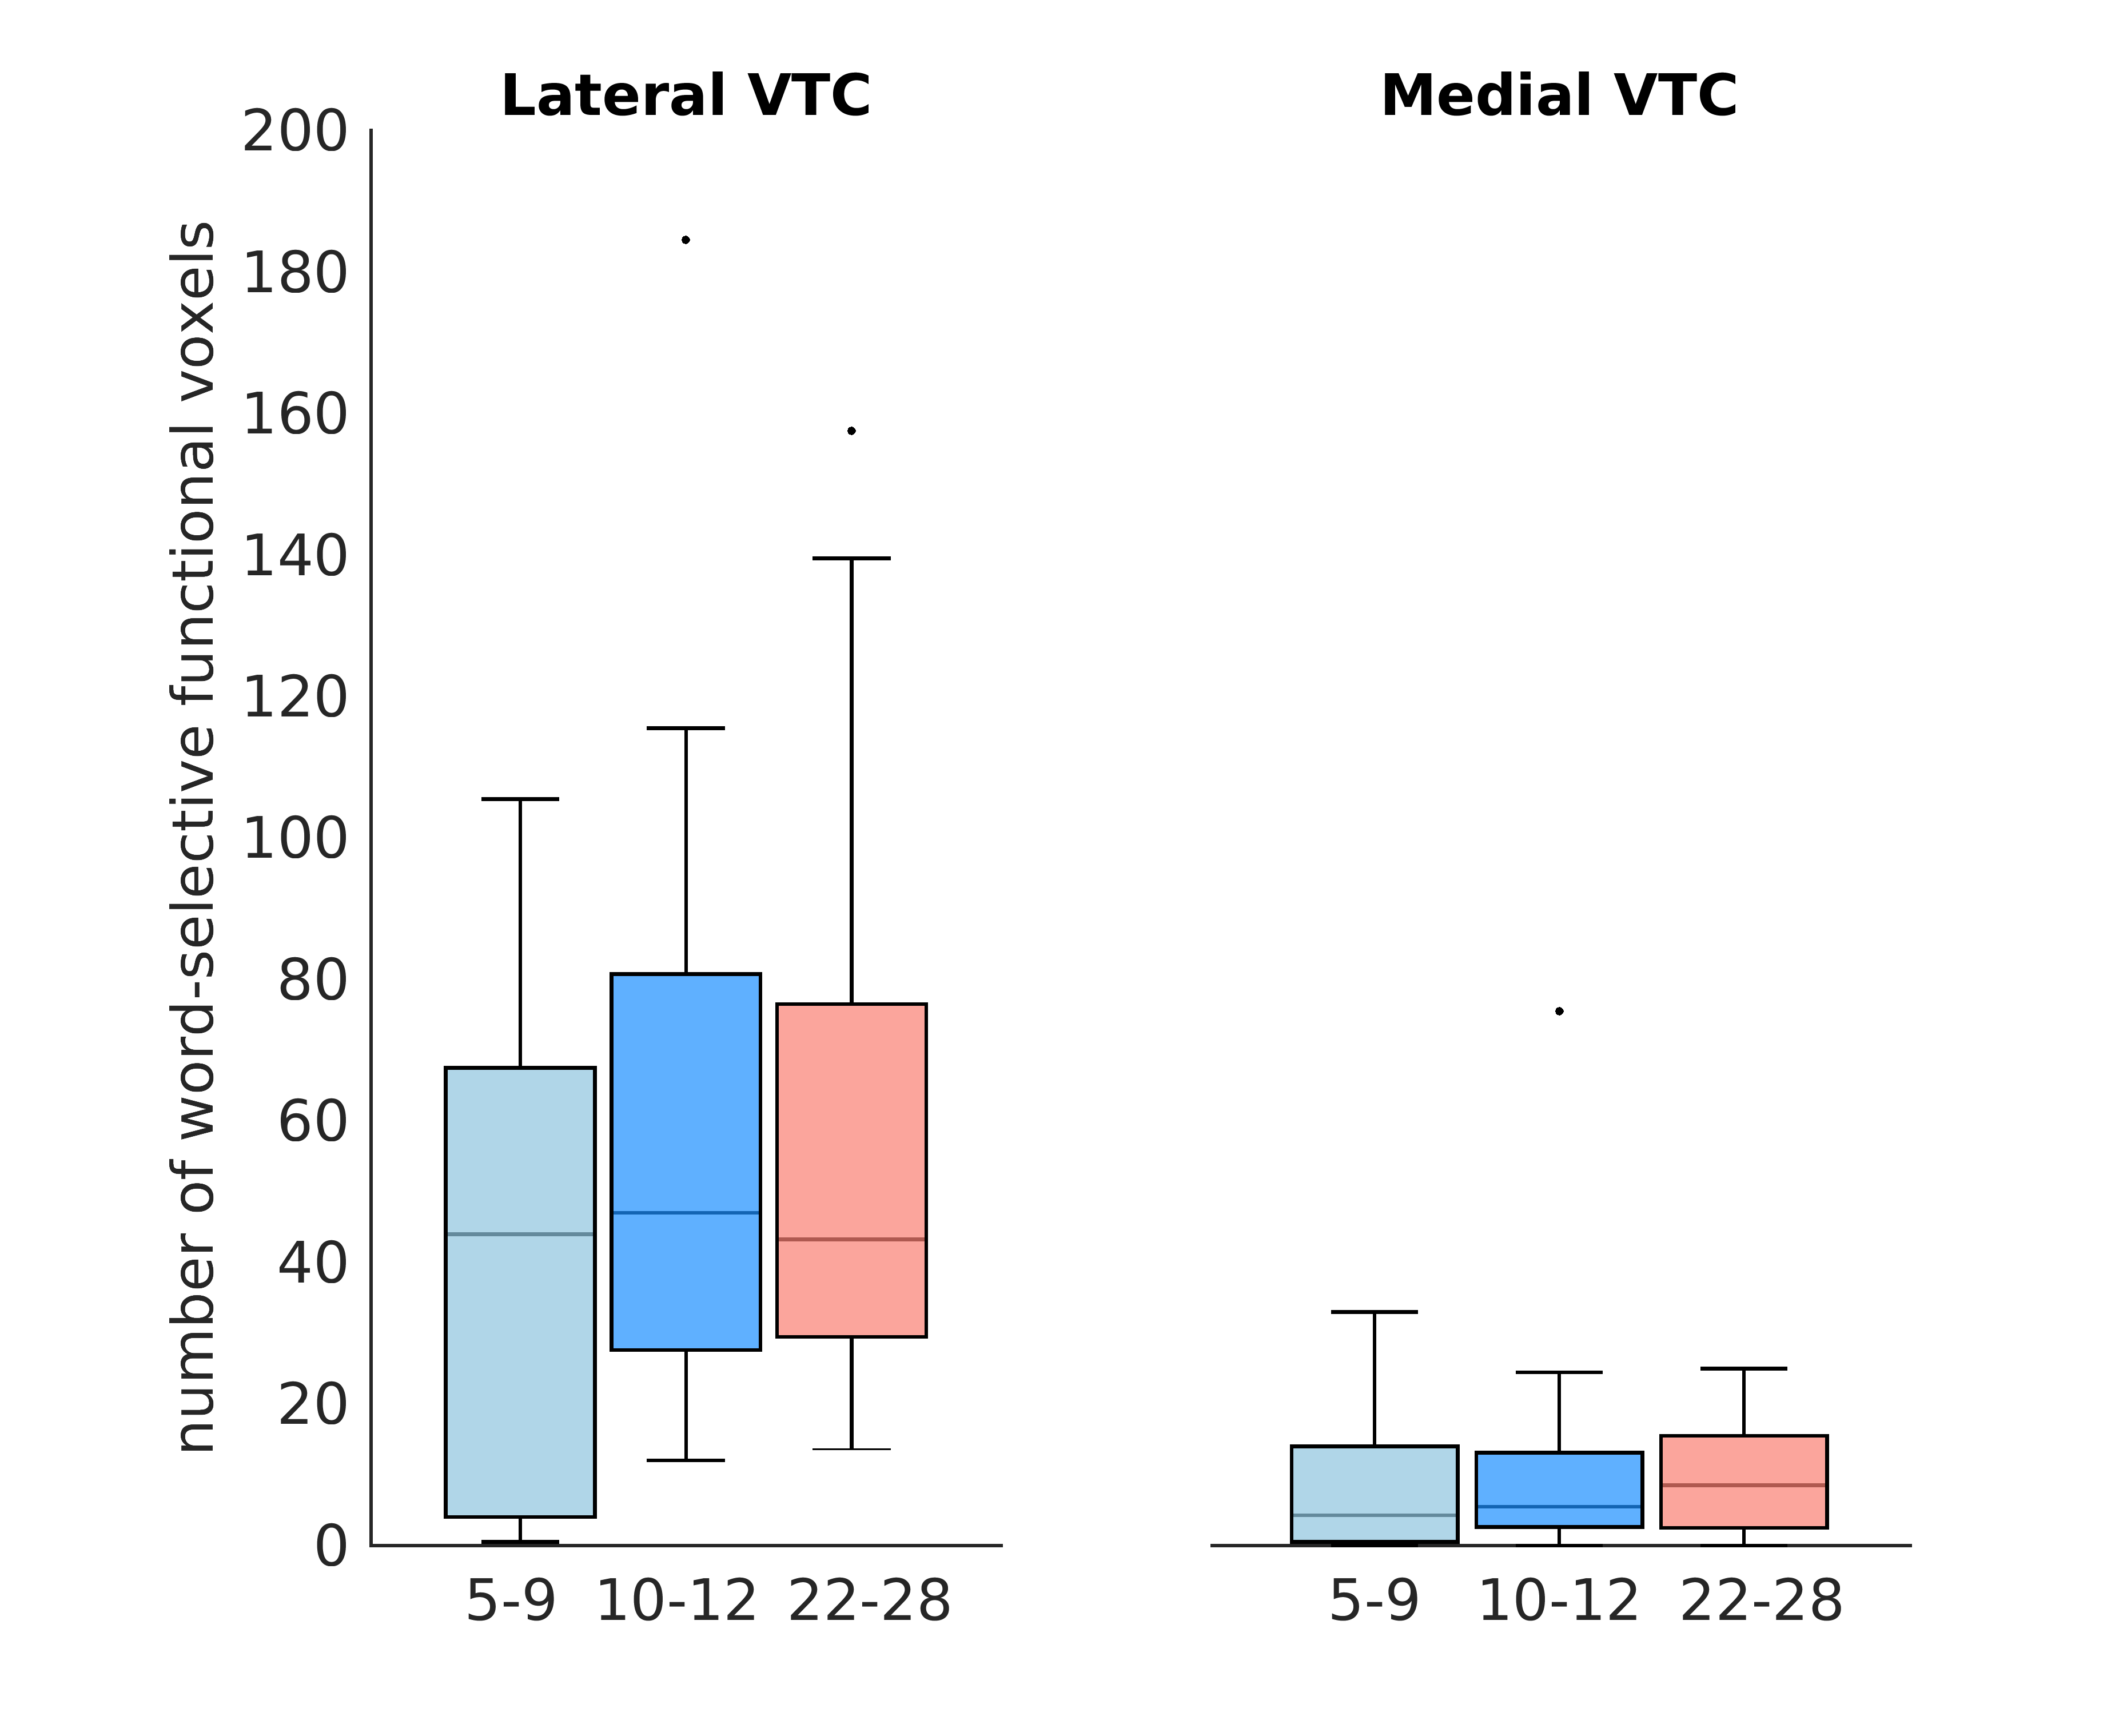 Lateral VTC
Medial VTC
number of word-selective functional voxels
200
180
160
140
120
100
80
60
40
20
0
5-9 10-12 22-28
5-9 10-12 22-28